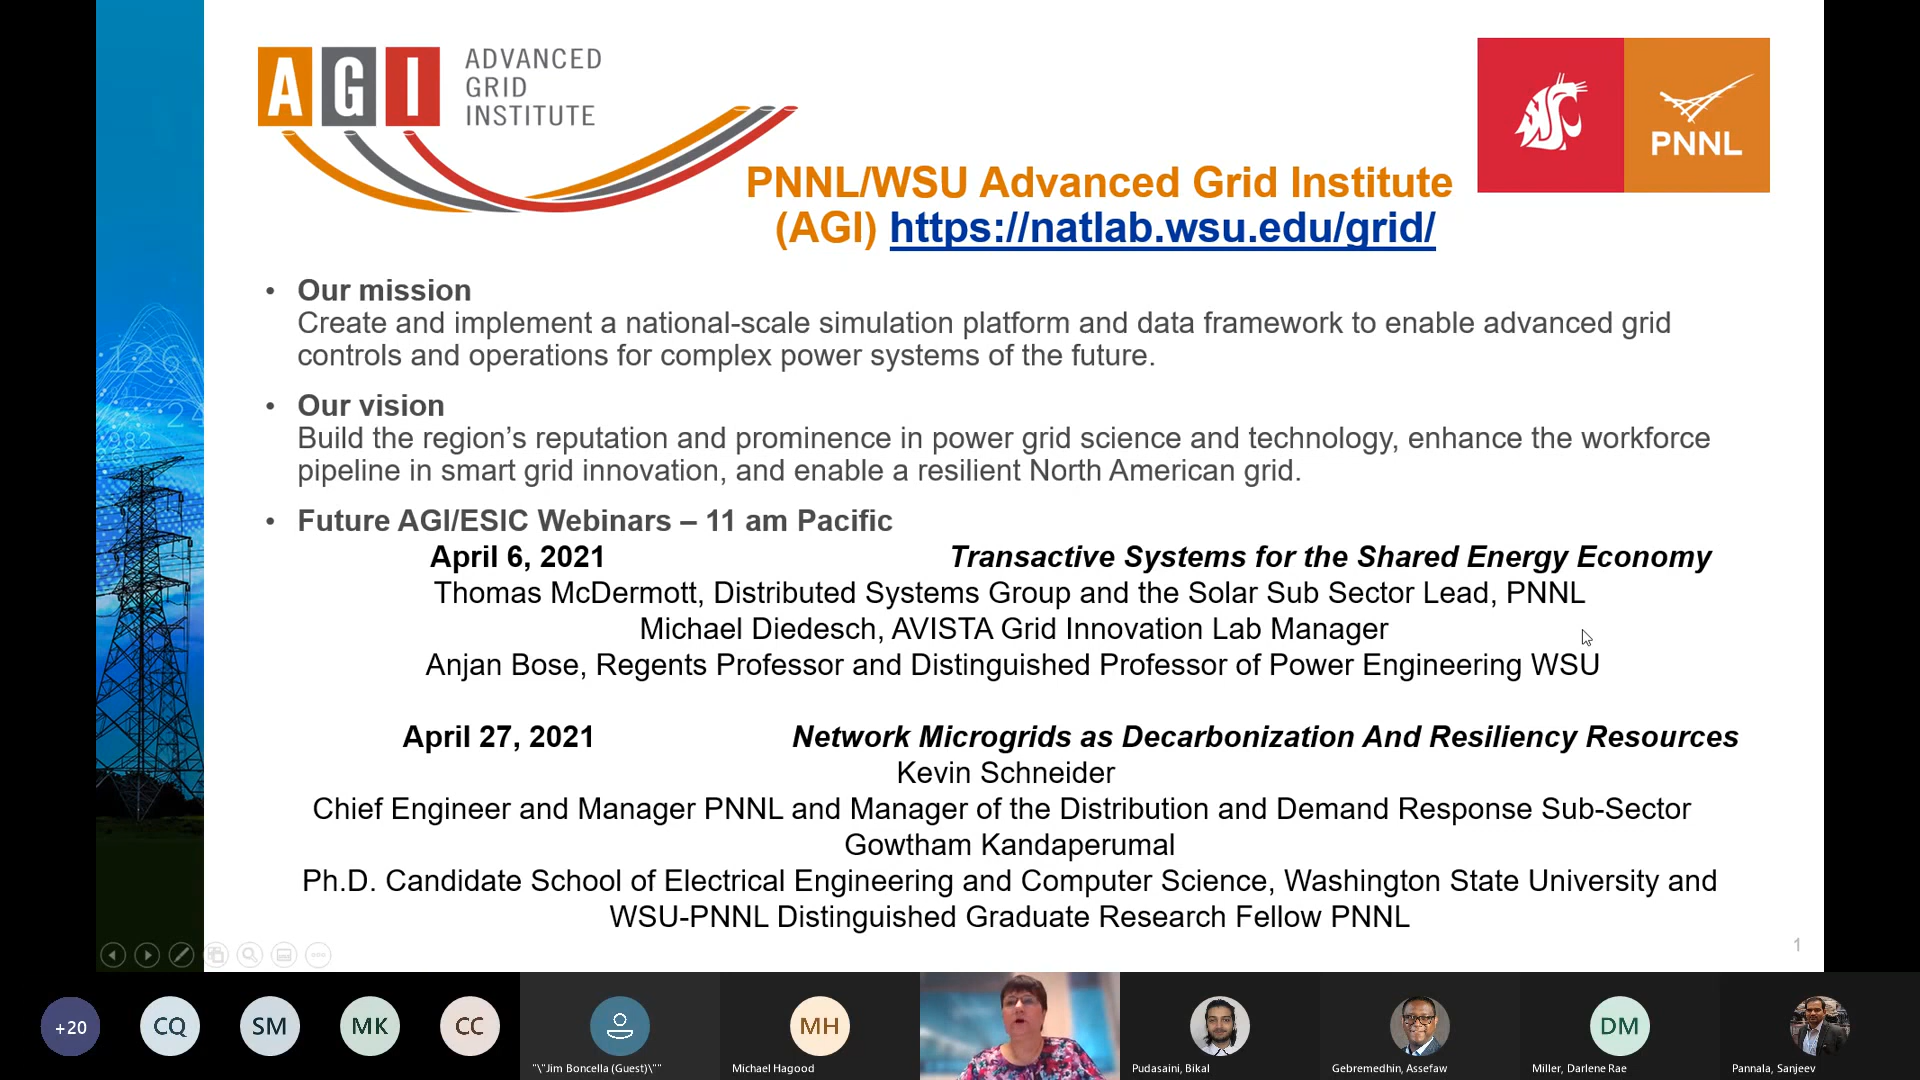 AGI
ADVANCED
GRID
INSTITUTE
WSU
PNNL
PNNL/WSU Advanced Grid Institute
(AGI) https://natlab.wsu.edu/grid/
• Our mission
Create and implement a national-scale simulation platform and data framework to enable advanced grid
controls and operations for complex power systems of the future.
• Our vision
Build the region’s reputation and prominence in power grid science and technology, enhance the workforce
pipeline in smart grid innovation, and enable a resilient North American grid.
• Future AGI/ESIC Webinars – 11 am Pacific
April 6, 2021 Transactive Systems for the Shared Energy Economy
Thomas McDermott, Distributed Systems Group and the Solar Sub Sector Lead, PNNL
Michael Diedesch, AVISTA Grid Innovation Lab Manager
Anjan Bose, Regents Professor and Distinguished Professor of Power Engineering WSU
April 27, 2021 Network Microgrids as Decarbonization And Resiliency Resources
Kevin Schneider
Chief Engineer and Manager PNNL and Manager of the Distribution and Demand Response Sub-Sector
Gowtham Kandaperumal
Ph.D. Candidate School of Electrical Engineering and Computer Science, Washington State University and
WSU-PNNL Distinguished Graduate Research Fellow PNNL
1
+20
CQ
SM
MK
CC
MH
DM
"\"Jim Boncella (Guest)\""
Michael Hagood
Pudasaini, Bikal
Gebremedhin, Assefaw
Miller, Darlene Rae
Pannala, Sanjeev